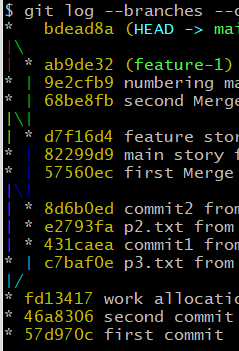 $ git log --branches --
*   bdead8a (HEAD -> mai
|\
| * ab9de32 (feature-1)
* | 9e2cfb9 numbering ma
* | 68be8fb second Merge
|\|
| * d7f16d4 feature stor
* | 82299d9 main story f
* | 57560ec first Merge
|\|
| * 8d6b0ed commit2 from
| * e2793fa p2.txt from
| * 431caea commit1 from
* | c7baf0e p3.txt from
|/
* fd13417 work allocatio
* 46a8306 second commit
* 57d970c first commit